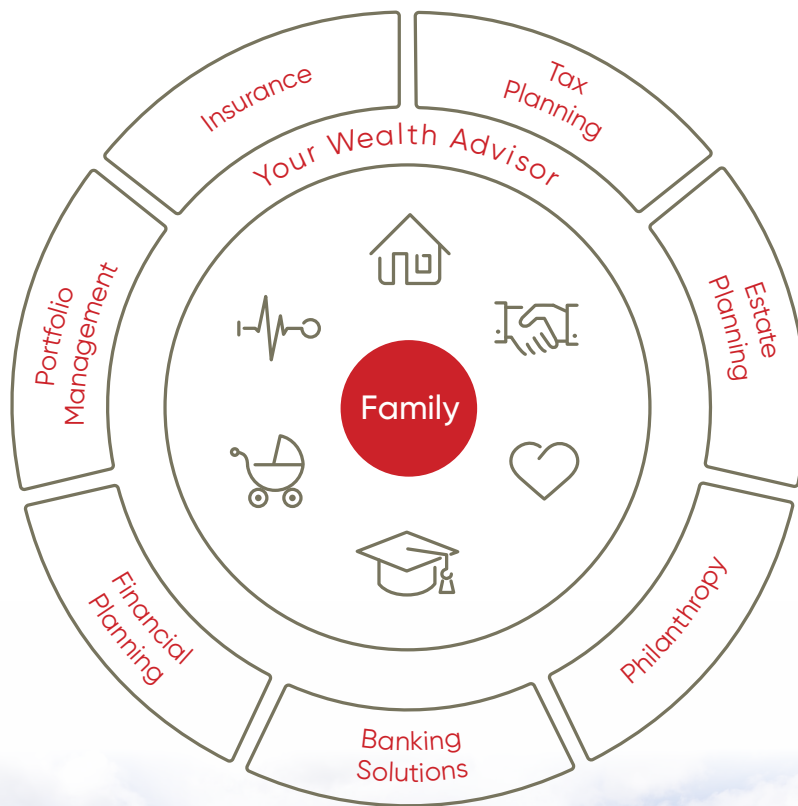 Insurance
Tax
Planning
Your Wealth Advisor
Portfolio
Management
Estate
Planning
Family
Financial
Planning
Philanthropy
Banking
Solutions